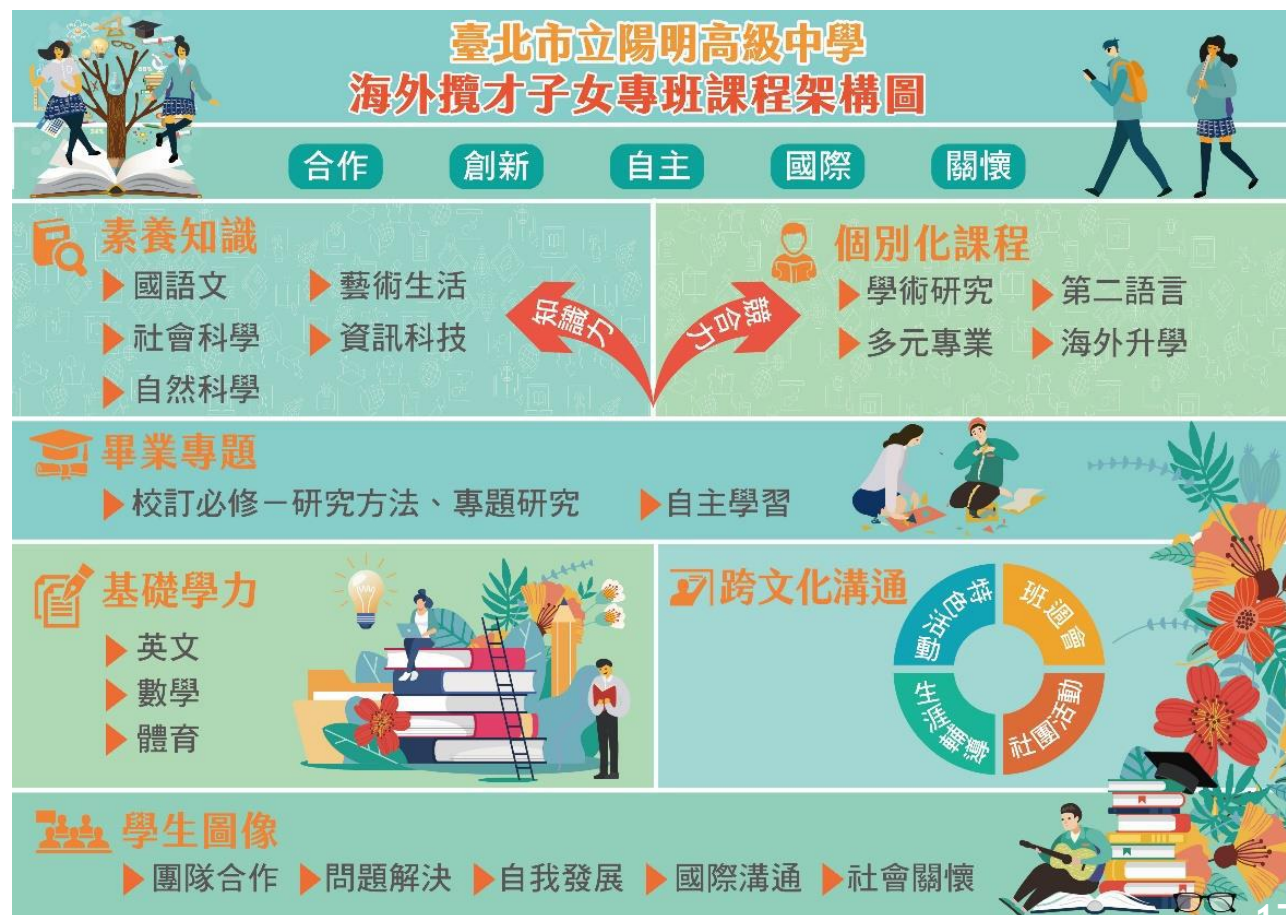 臺北市立陽明高級中學
海外攬才子女專班課程架構圖
合作 創新 自主 國際 關懷
素養知識
▶國語文 ▶藝術生活
▶社會科學 ▶資訊科技
▶自然科學
知識力
競合力
個別化課程
▶學術研究 ▶第二語言
▶多元專業 ▶海外升學
畢業專題
▶校訂必修－研究方法、專題研究 ▶自主學習
基礎學力
▶英文
▶數學
▶體育
跨文化溝通
特色活動
班週會
生涯講演
社團活動
學生圖像
▶團隊合作 ▶問題解決 ▶自我發展 ▶國際溝通 ▶社會關懷